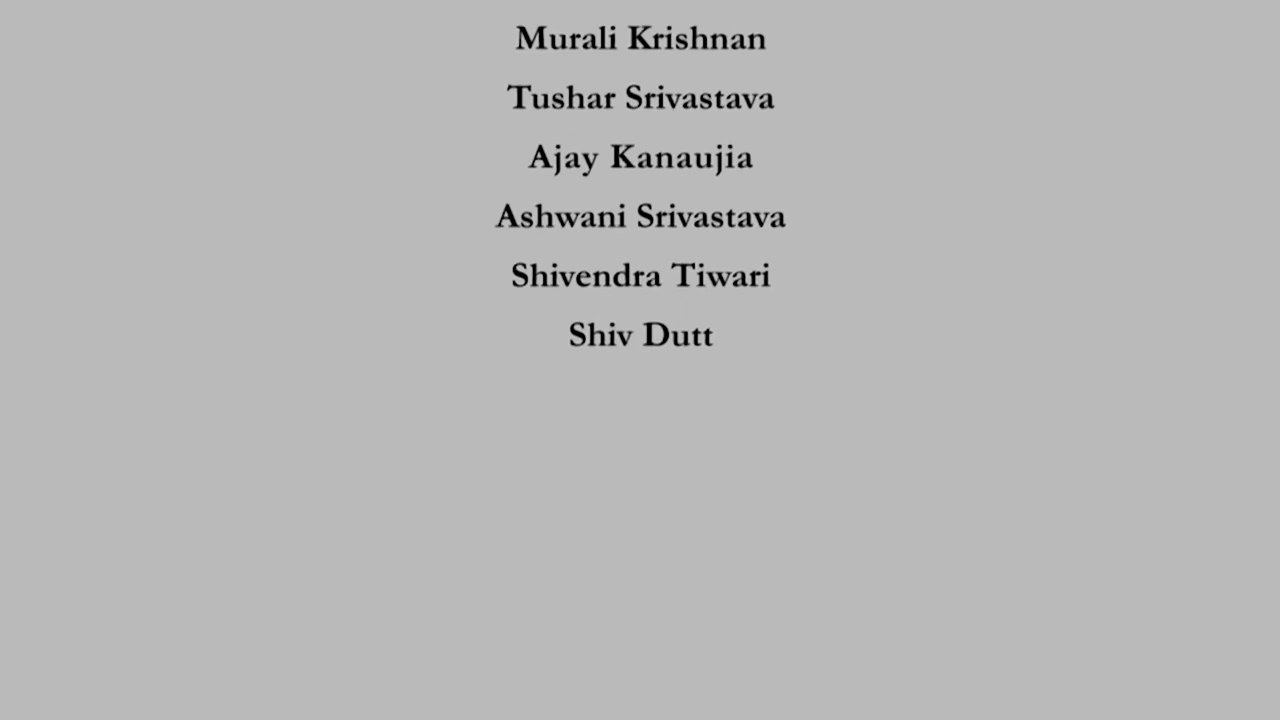 Murali Krishnan
Tushar Srivastava
Ajay Kanaujia
Ashwani Srivastava
Shivendra Tiwari
Shiv Dutt